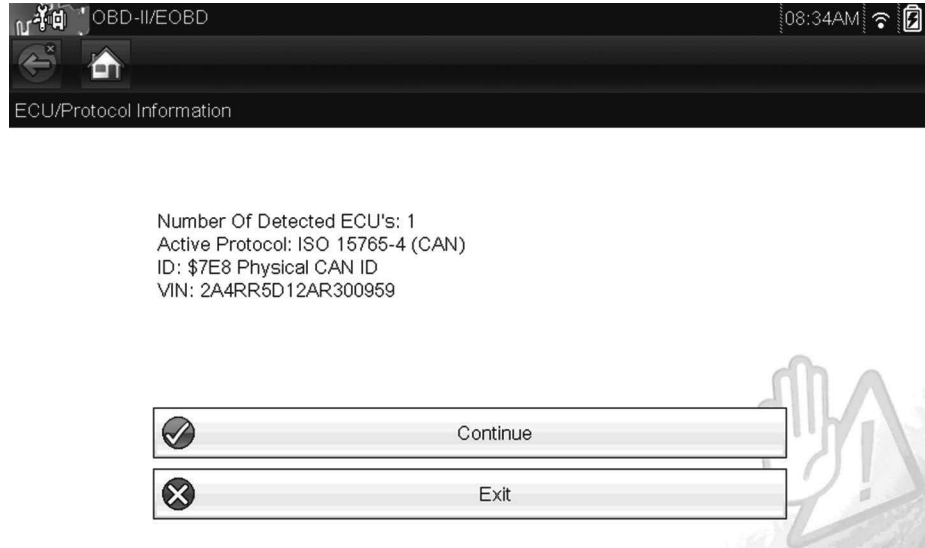 OBD-II/EOBD
08:34AM
ECU/Protocol Information
Number Of Detected ECU's: 1
Active Protocol: ISO 15765-4 (CAN)
ID: $7E8 Physical CAN ID
VIN: 2A4RR5D12AR300959
Continue
Exit